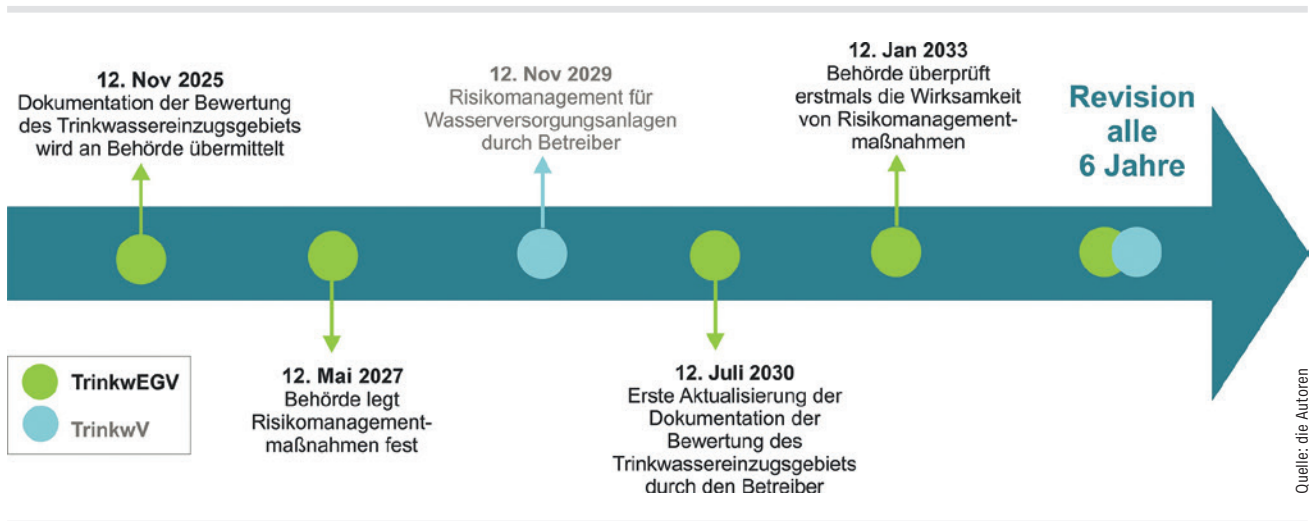 12. Nov 2025
Dokumentation der Bewertung
des Trinkwassereinzugsgebiets
wird an Behörde übermittelt
12. Nov 2029
Risikomanagement für
Wasserversorgungsanlagen
durch Betreiber
12. Jan 2033
Behörde überprüft
erstmals die Wirksamkeit
von Risikomanagement-
maßnahmen
Revision
alle
6 Jahre
TrinkwEGV
TrinkwV
12. Mai 2027
Behörde legt
Risikomanagement-
maßnahmen fest
12. Juli 2030
Erste Aktualisierung der
Dokumentation der
Bewertung des
Trinkwassereinzugsgebiets
durch den Betreiber
Quelle: die Autoren